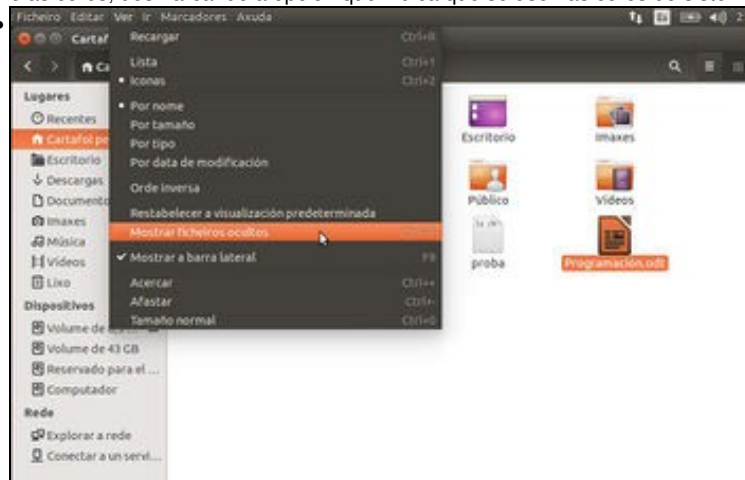 Ficheiro Editar Ver Ir Marcadores Axuda
Cartaf
Recargar
Lista Ctrl+1
Iconas Ctrl+2
Por nome
Por tamaño
Por tipo
Por data de modificación
Orde inversa
Restabelecer a visualización predeterminada
Mostrar ficheiros ocultos
Mostrar a barra lateral F9
Acercar Ctrl++
Afastar Ctrl+-
Tamaño normal Ctrl+0
Lugares
Recentes
Cartafol pe
Escritorio
Descargas
Documento
Imaxes
Música
Vídeos
Lixo
Dispositivos
Volume de
Volume de 43 GB
Reservado para el ...
Computador
Rede
Explorar a rede
Conectar a un servi...
Escritorio
Imaxes
Público
Vídeos
proba
Programación.odt